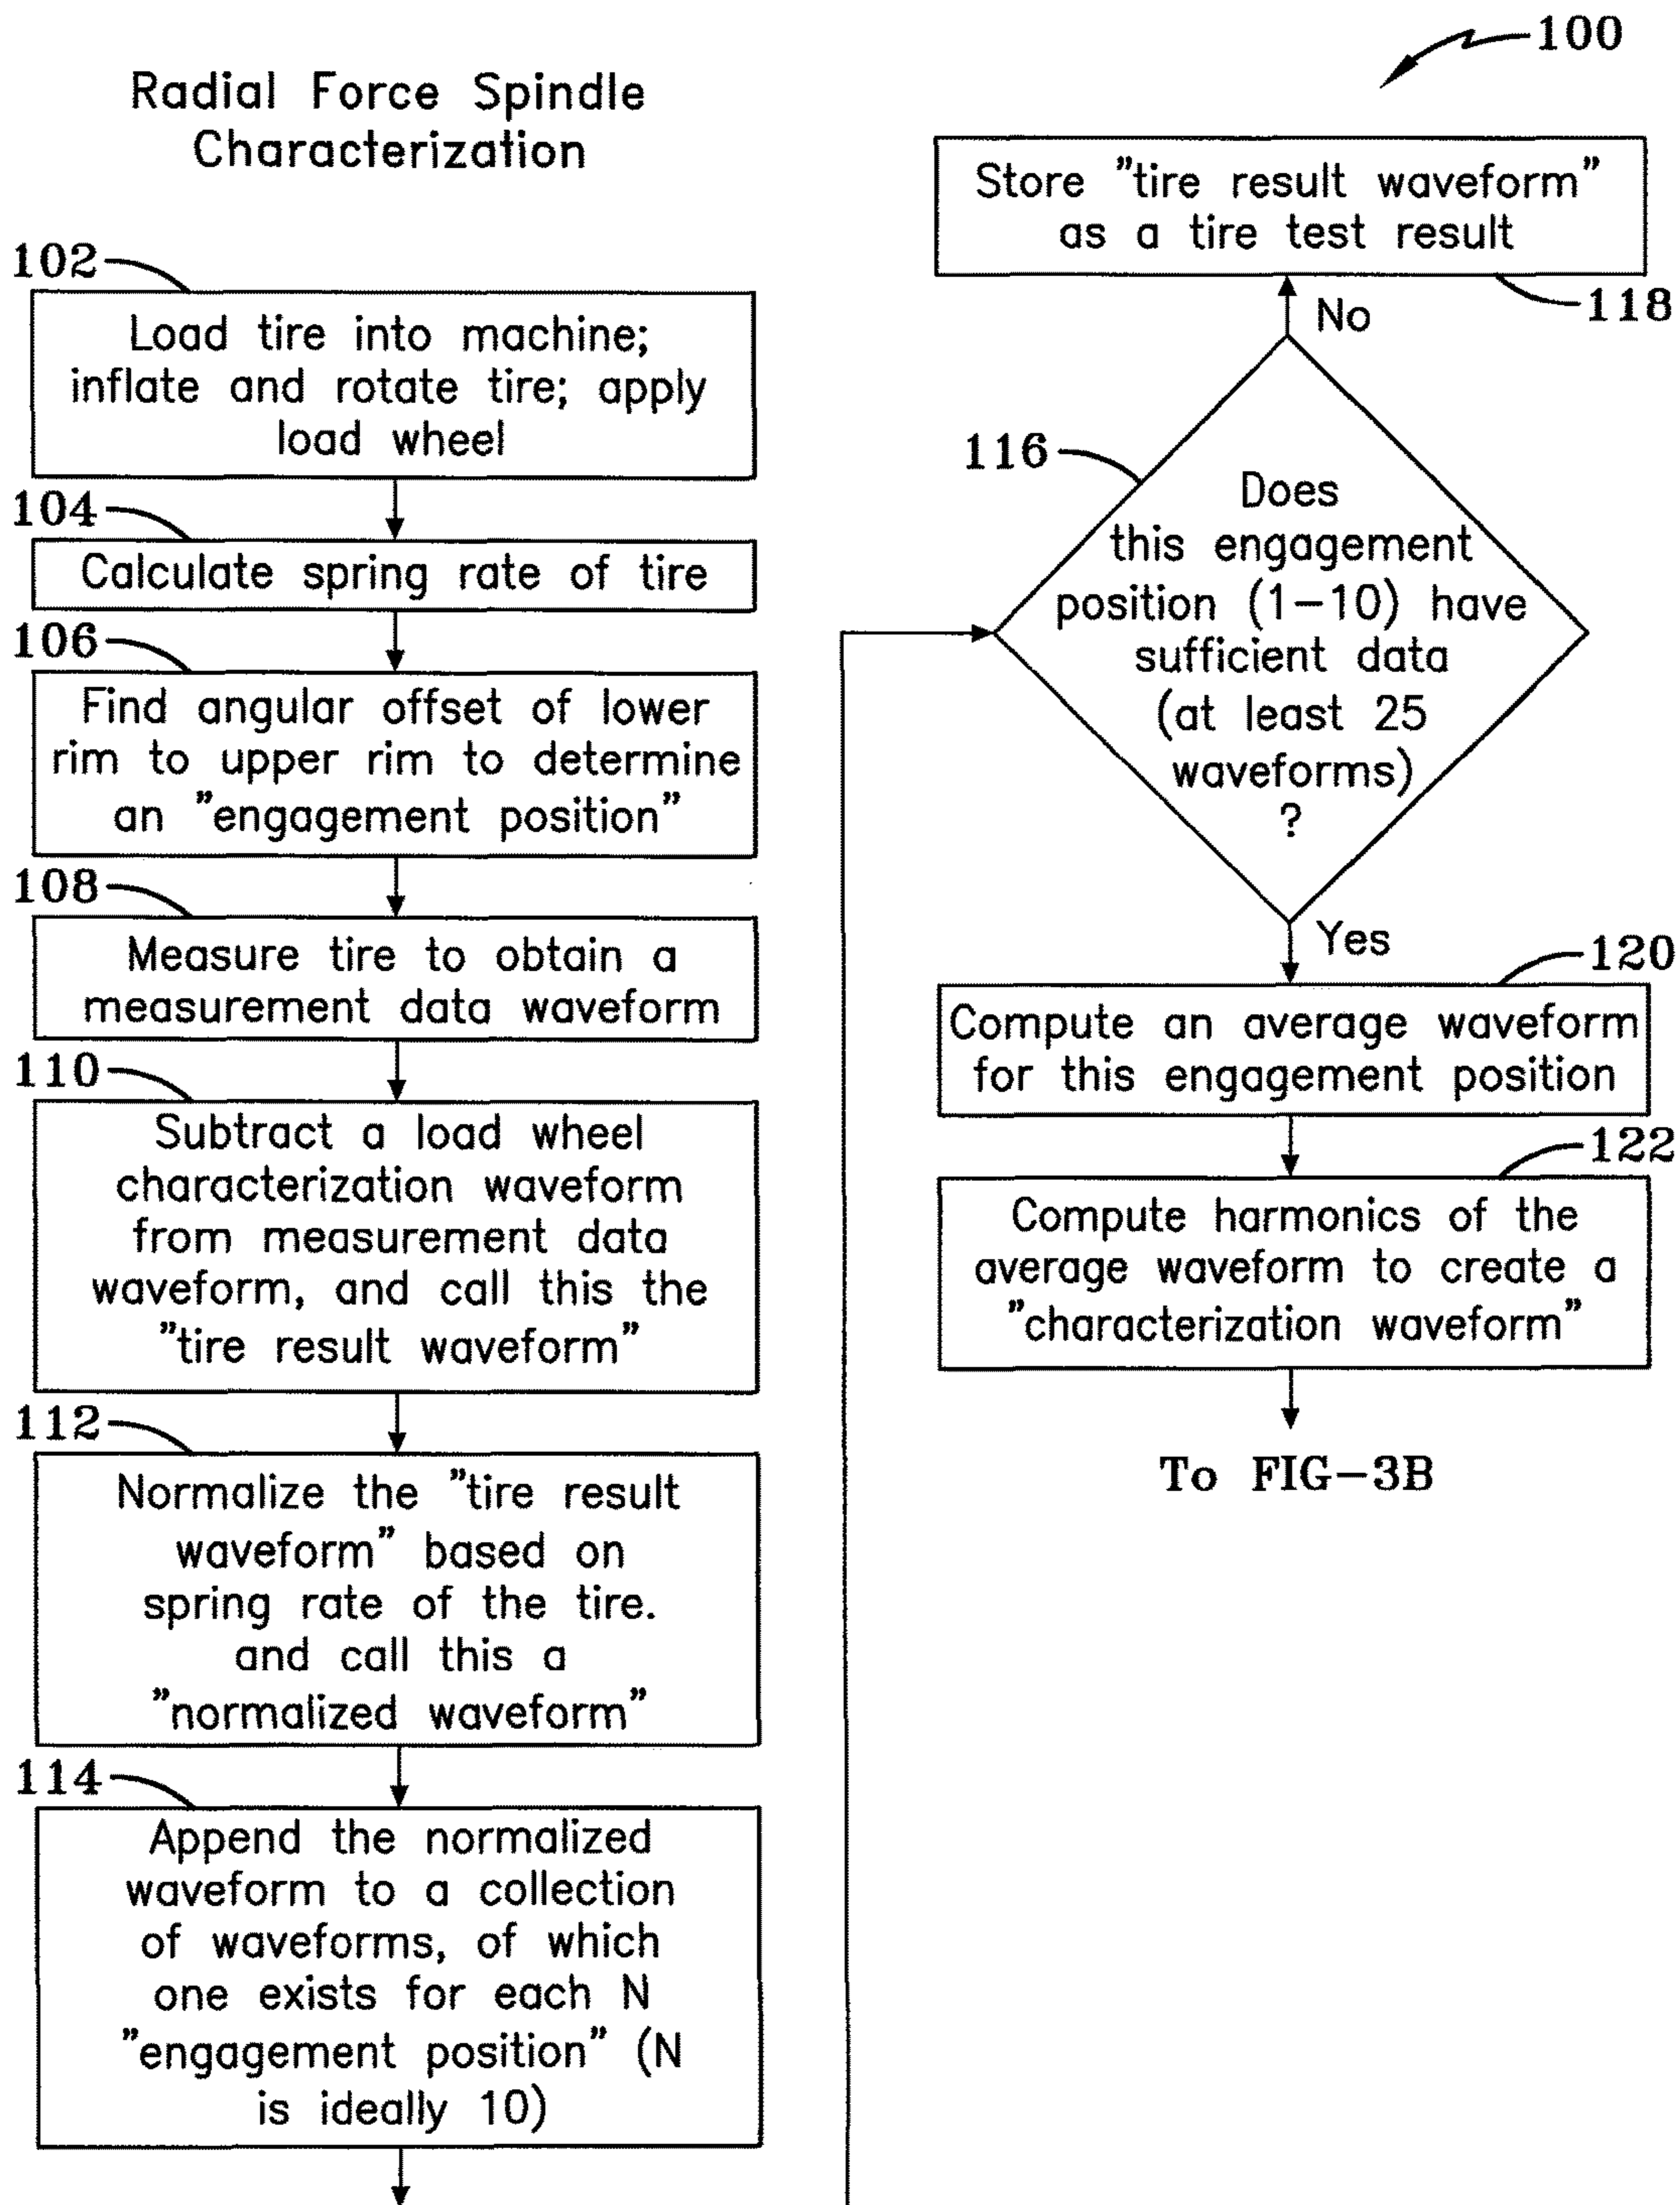 Radial Force Spindle
Characterization
102
Load tire into machine;
inflate and rotate tire; apply
load wheel
104
Calculate spring rate of tire
106
Find angular offset of lower
rim to upper rim to determine
an "engagement position"
108
Measure tire to obtain a
measurement data waveform
110
Subtract a load wheel
characterization waveform
from measurement data
waveform, and call this the
"tire result waveform"
112
Normalize the "tire result
waveform" based on
spring rate of the tire.
and call this a
"normalized waveform"
114
Append the normalized
waveform to a collection
of waveforms, of which
one exists for each N
"engagement position" (N
is ideally 10)
100
Store "tire result waveform"
as a tire test result
118
No
116
Does
this engagement
position (1-10) have
sufficient data
(at least 25
waveforms)
?
Yes
120
Compute an average waveform
for this engagement position
122
Compute harmonics of the
average waveform to create a
"characterization waveform"
To FIG-3B